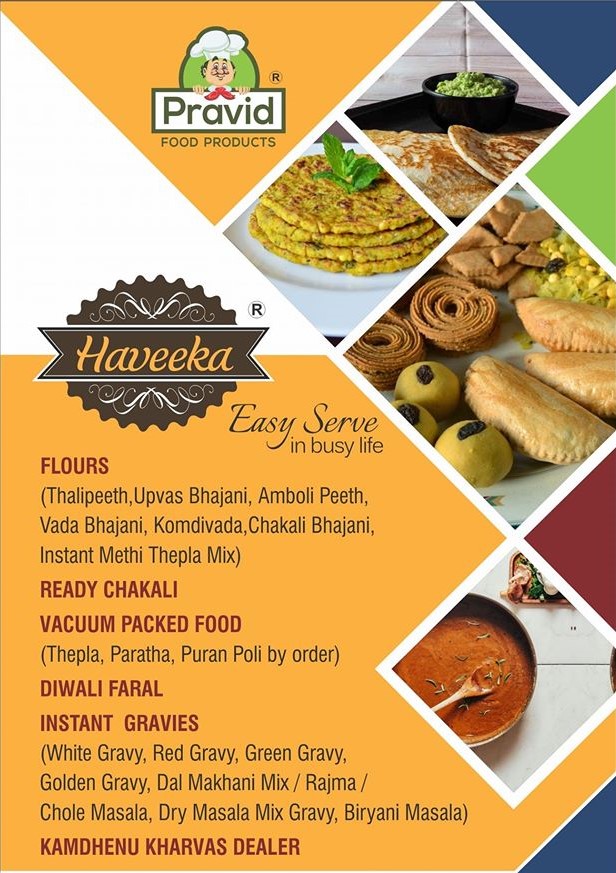 Pravid ®
FOOD PRODUCTS
Haveeka ®
Easy Serve
in busy life
FLOURS
(Thalipeeth,Upvas Bhajani, Amboli Peeth,
Vada Bhajani, Komdivada,Chakali Bhajani,
Instant Methi Thepla Mix)
READY CHAKALI
VACUUM PACKED FOOD
(Thepla, Paratha, Puran Poli by order)
DIWALI FARAL
INSTANT GRAVIES
(White Gravy, Red Gravy, Green Gravy,
Golden Gravy, Dal Makhani Mix / Rajma /
Chole Masala, Dry Masala Mix Gravy, Biryani Masala)
KAMDHENU KHARVAS DEALER